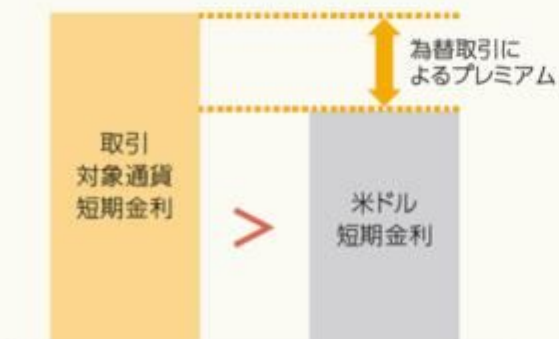 為替取引に
よるプレミアム
取引
対象通貨
短期金利
>
米ドル
短期金利